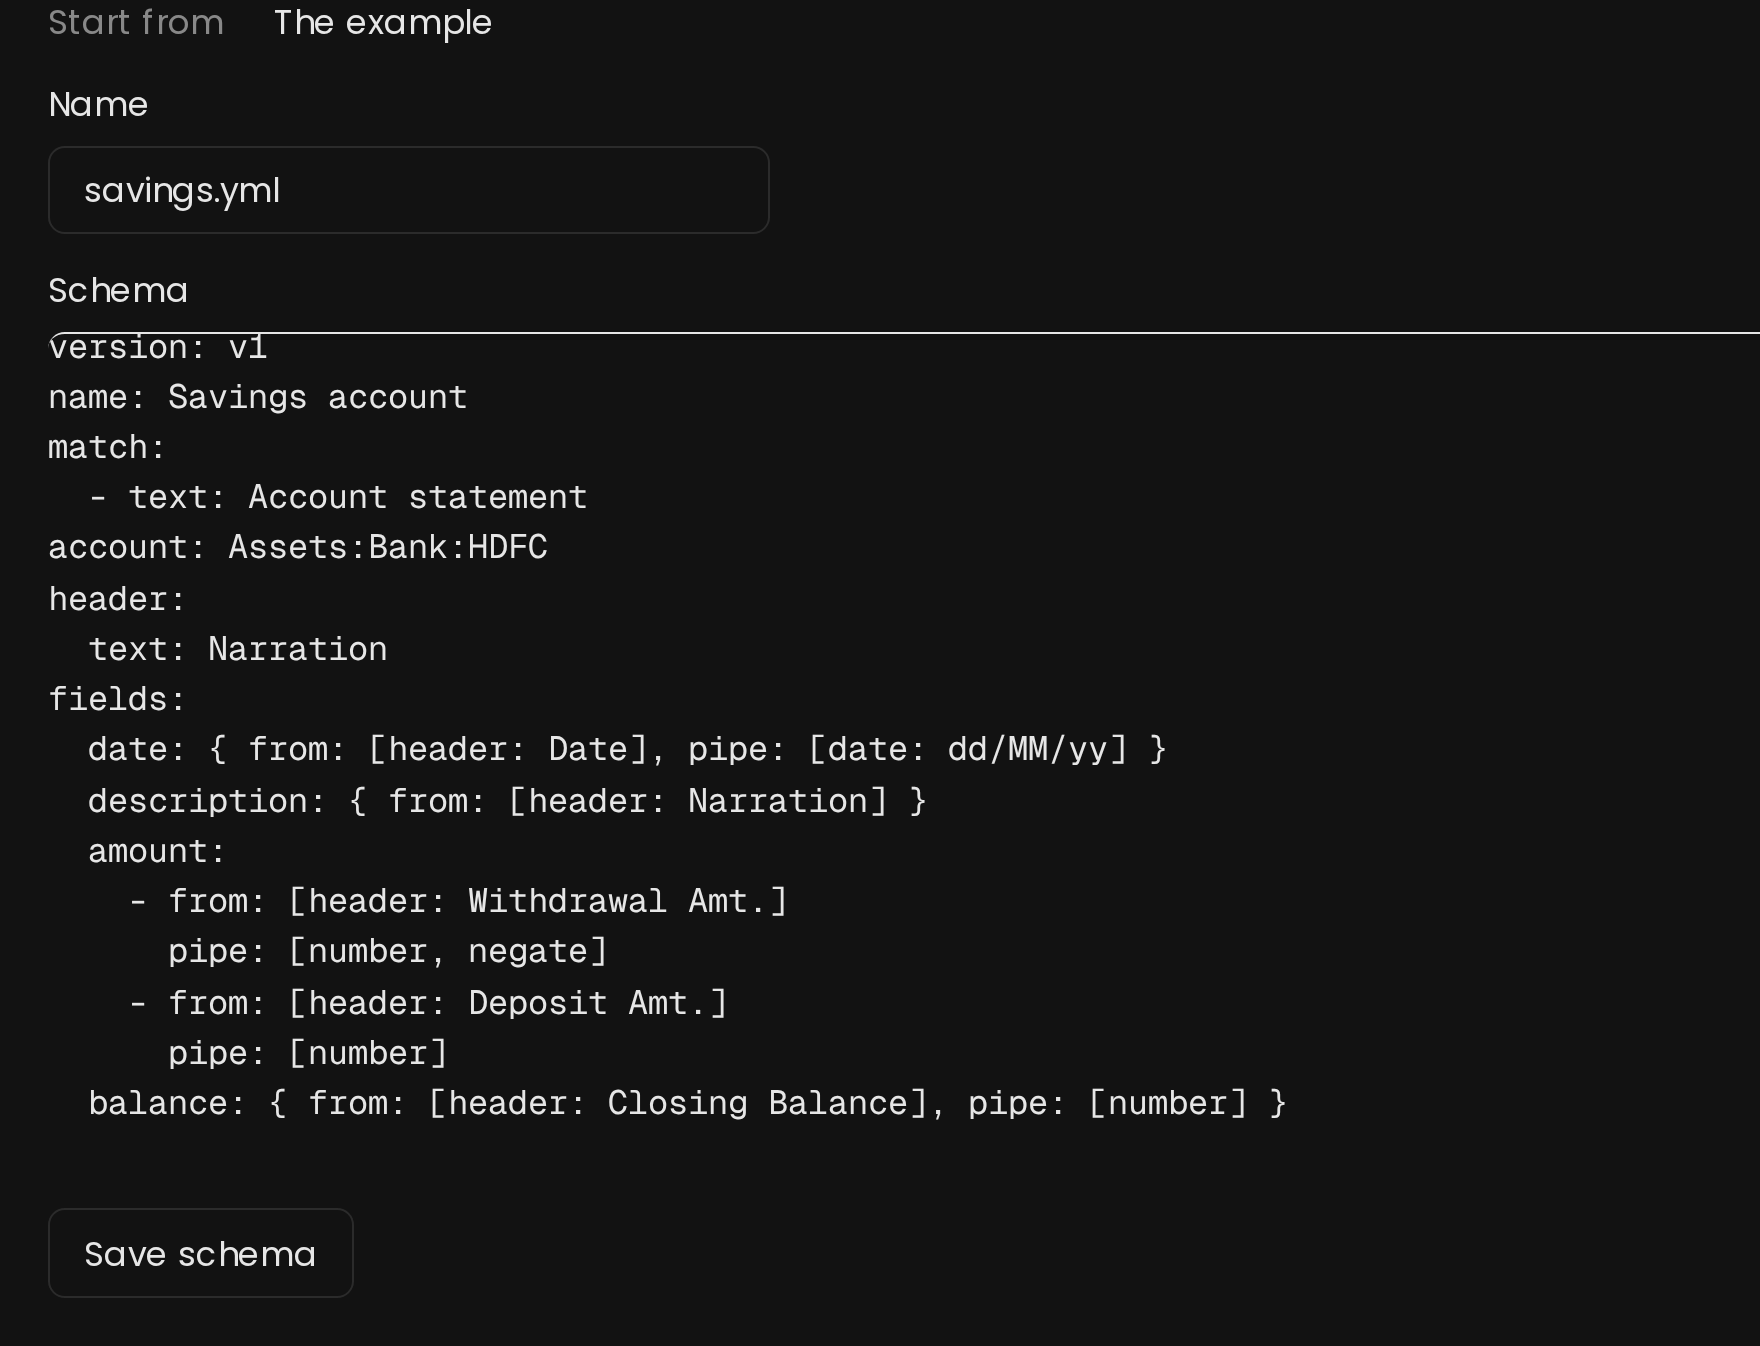 Start from The example
Name
savings.yml
Schema
version: v1
name: Savings account
match:
  - text: Account statement
account: Assets:Bank:HDFC
header:
  text: Narration
fields:
  date: { from: [header: Date], pipe: [date: dd/MM/yy] }
  description: { from: [header: Narration] }
  amount:
    - from: [header: Withdrawal Amt.]
      pipe: [number, negate]
    - from: [header: Deposit Amt.]
      pipe: [number]
  balance: { from: [header: Closing Balance], pipe: [number] }
Save schema